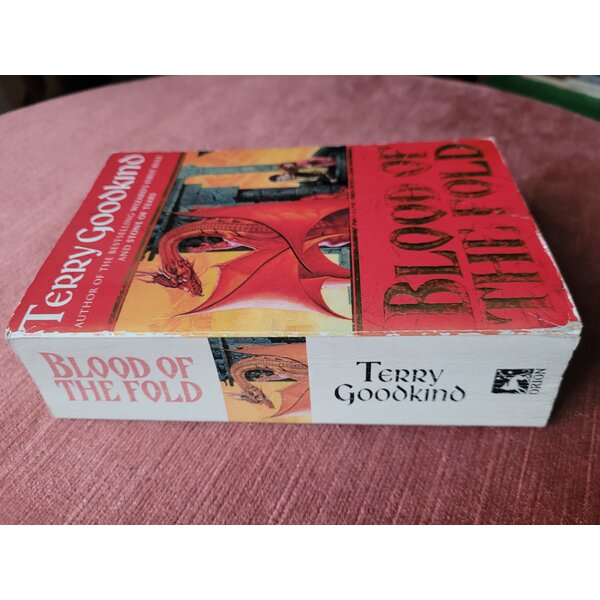 TERRY GOODKIND
AUTHOR OF THE BESTSELLING WIZARD'S FIRST RULE
AND STONE OF TEARS
BLOOD OF
THE FOLD
BLOOD OF
THE FOLD
TERRY
GOODKIND
ORION